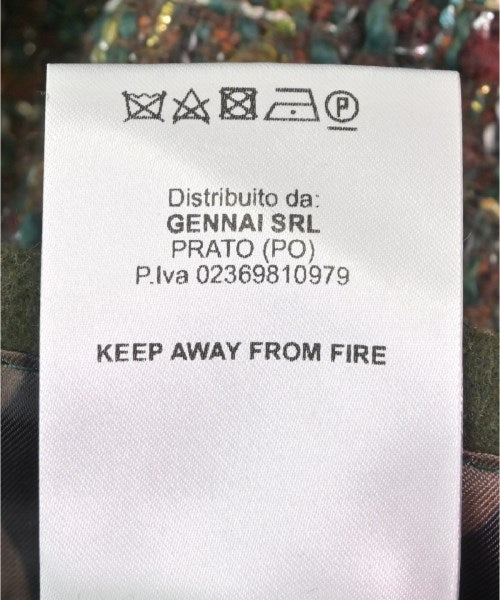 P
Distribuito da:
GENNAI SRL
PRATO (PO)
P.Iva 02369810979
KEEP AWAY FROM FIRE